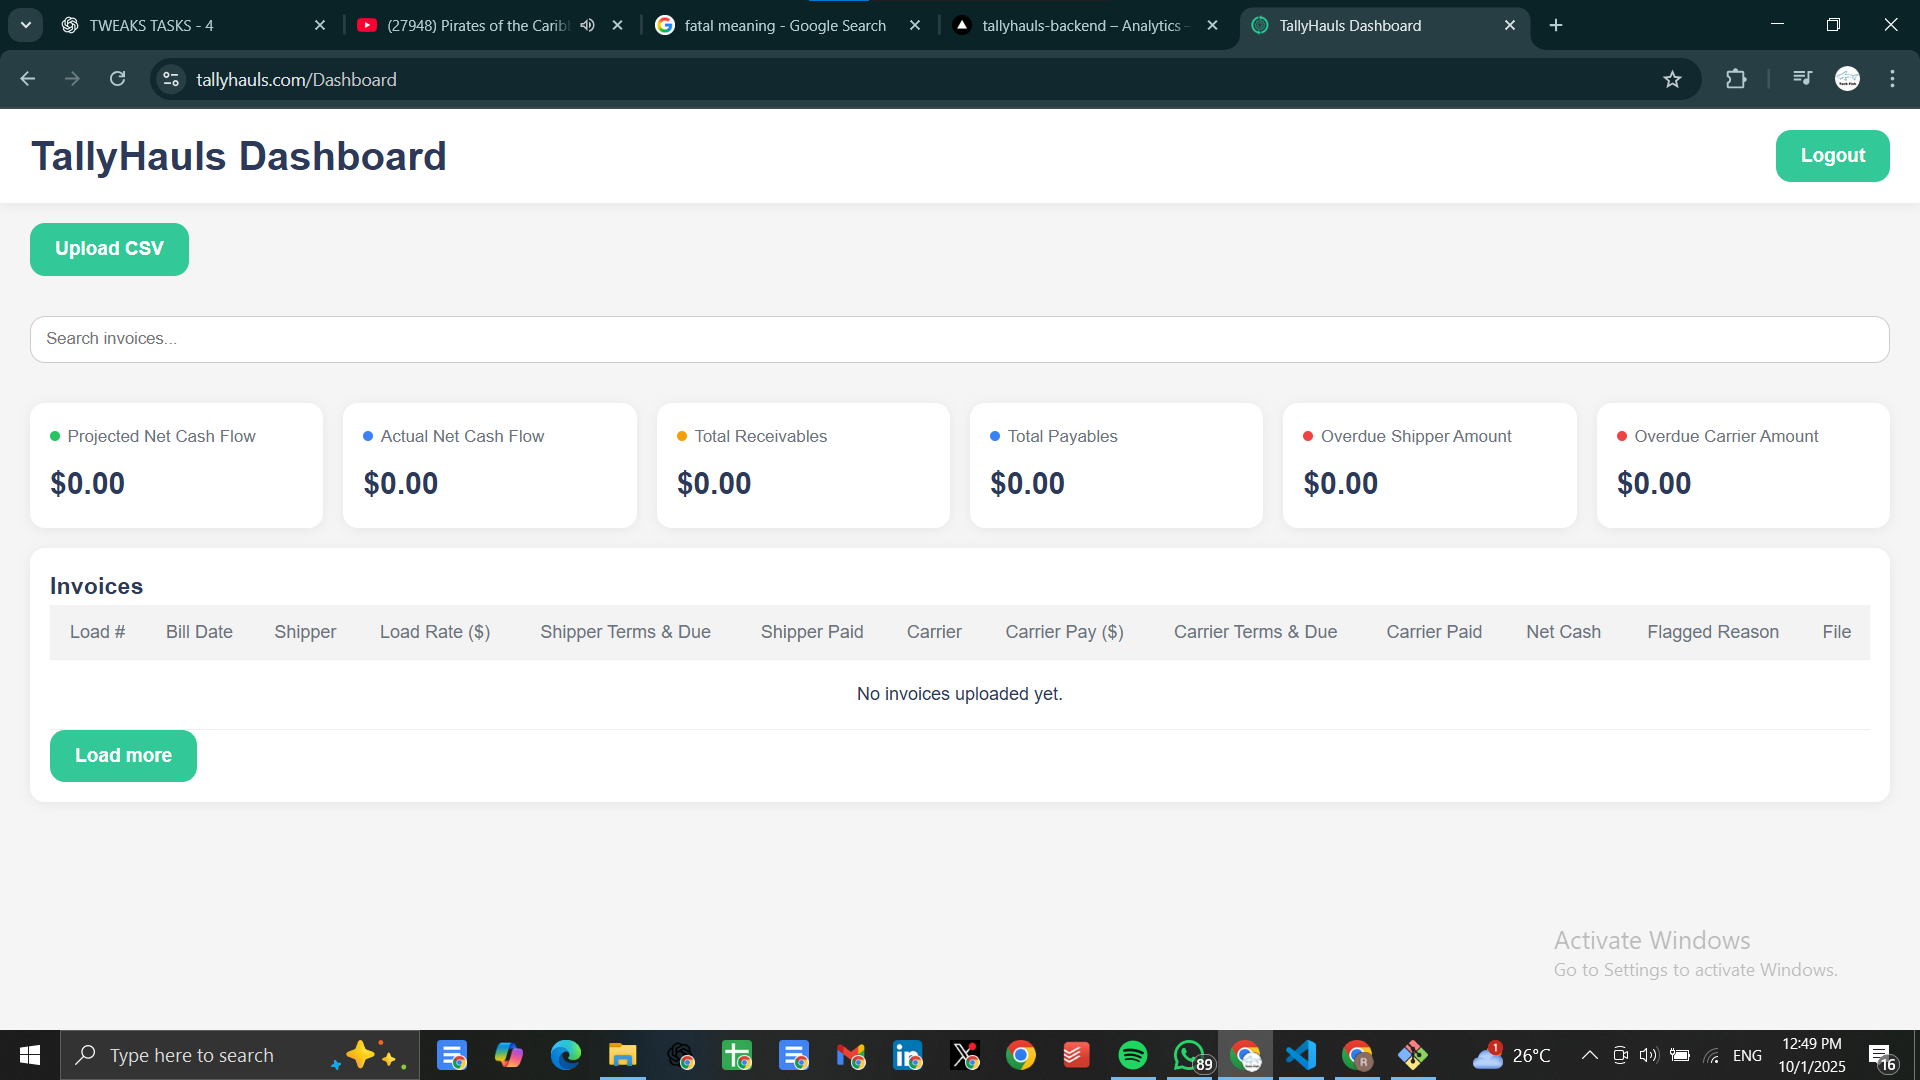 TWEAKS TASKS - 4
(27948) Pirates of the Carib
fatal meaning - Google Search
tallyhauls-backend – Analytics -
TallyHauls Dashboard
tallyhauls.com/Dashboard
TallyHauls Dashboard
Logout
Upload CSV
Search invoices...
Projected Net Cash Flow
$0.00
Actual Net Cash Flow
$0.00
Total Receivables
$0.00
Total Payables
$0.00
Overdue Shipper Amount
$0.00
Overdue Carrier Amount
$0.00
Invoices
Load # Bill Date Shipper Load Rate ($) Shipper Terms & Due Shipper Paid Carrier Carrier Pay ($) Carrier Terms & Due Carrier Paid Net Cash Flagged Reason File
No invoices uploaded yet.
Load more
Activate Windows
Go to Settings to activate Windows.
Type here to search
89
R
1
26°C
ENG
12:49 PM
10/1/2025
16